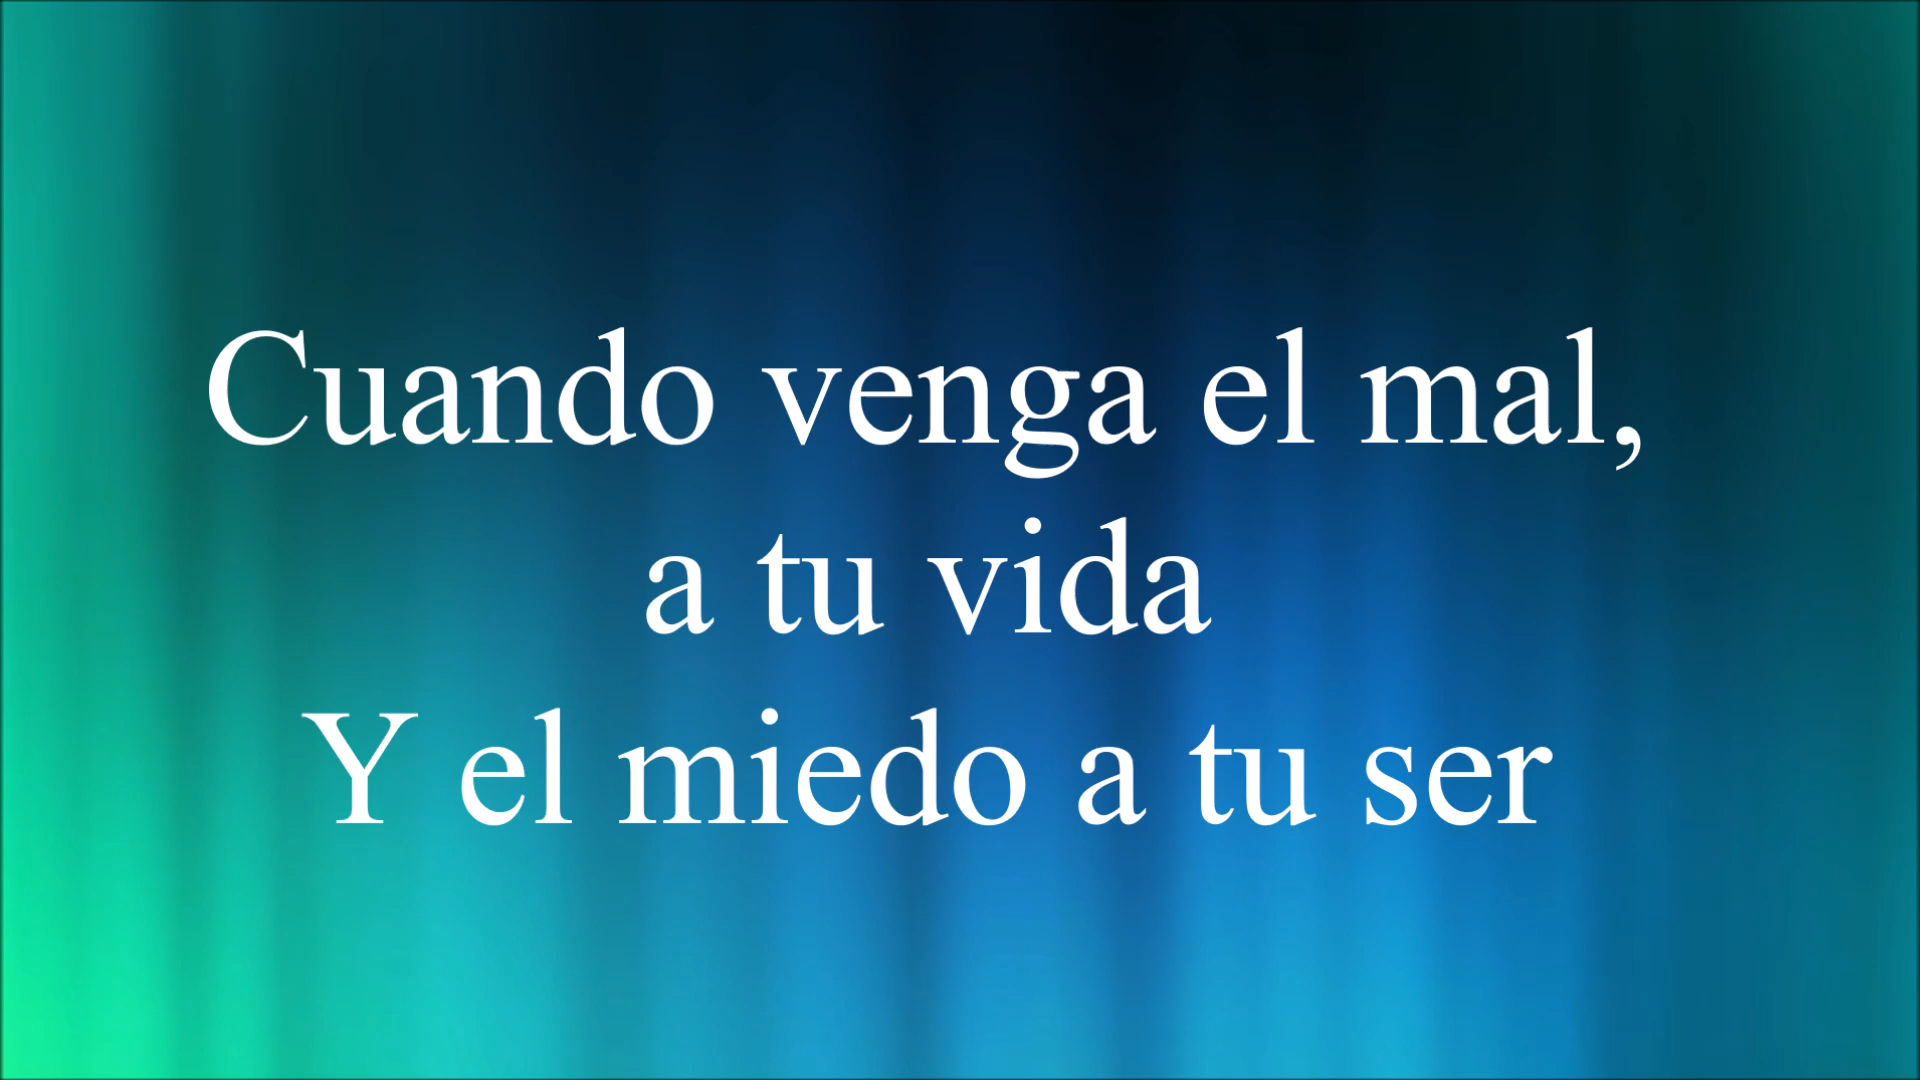 Cuando venga el mal,
a tu vida
Y el miedo a tu ser